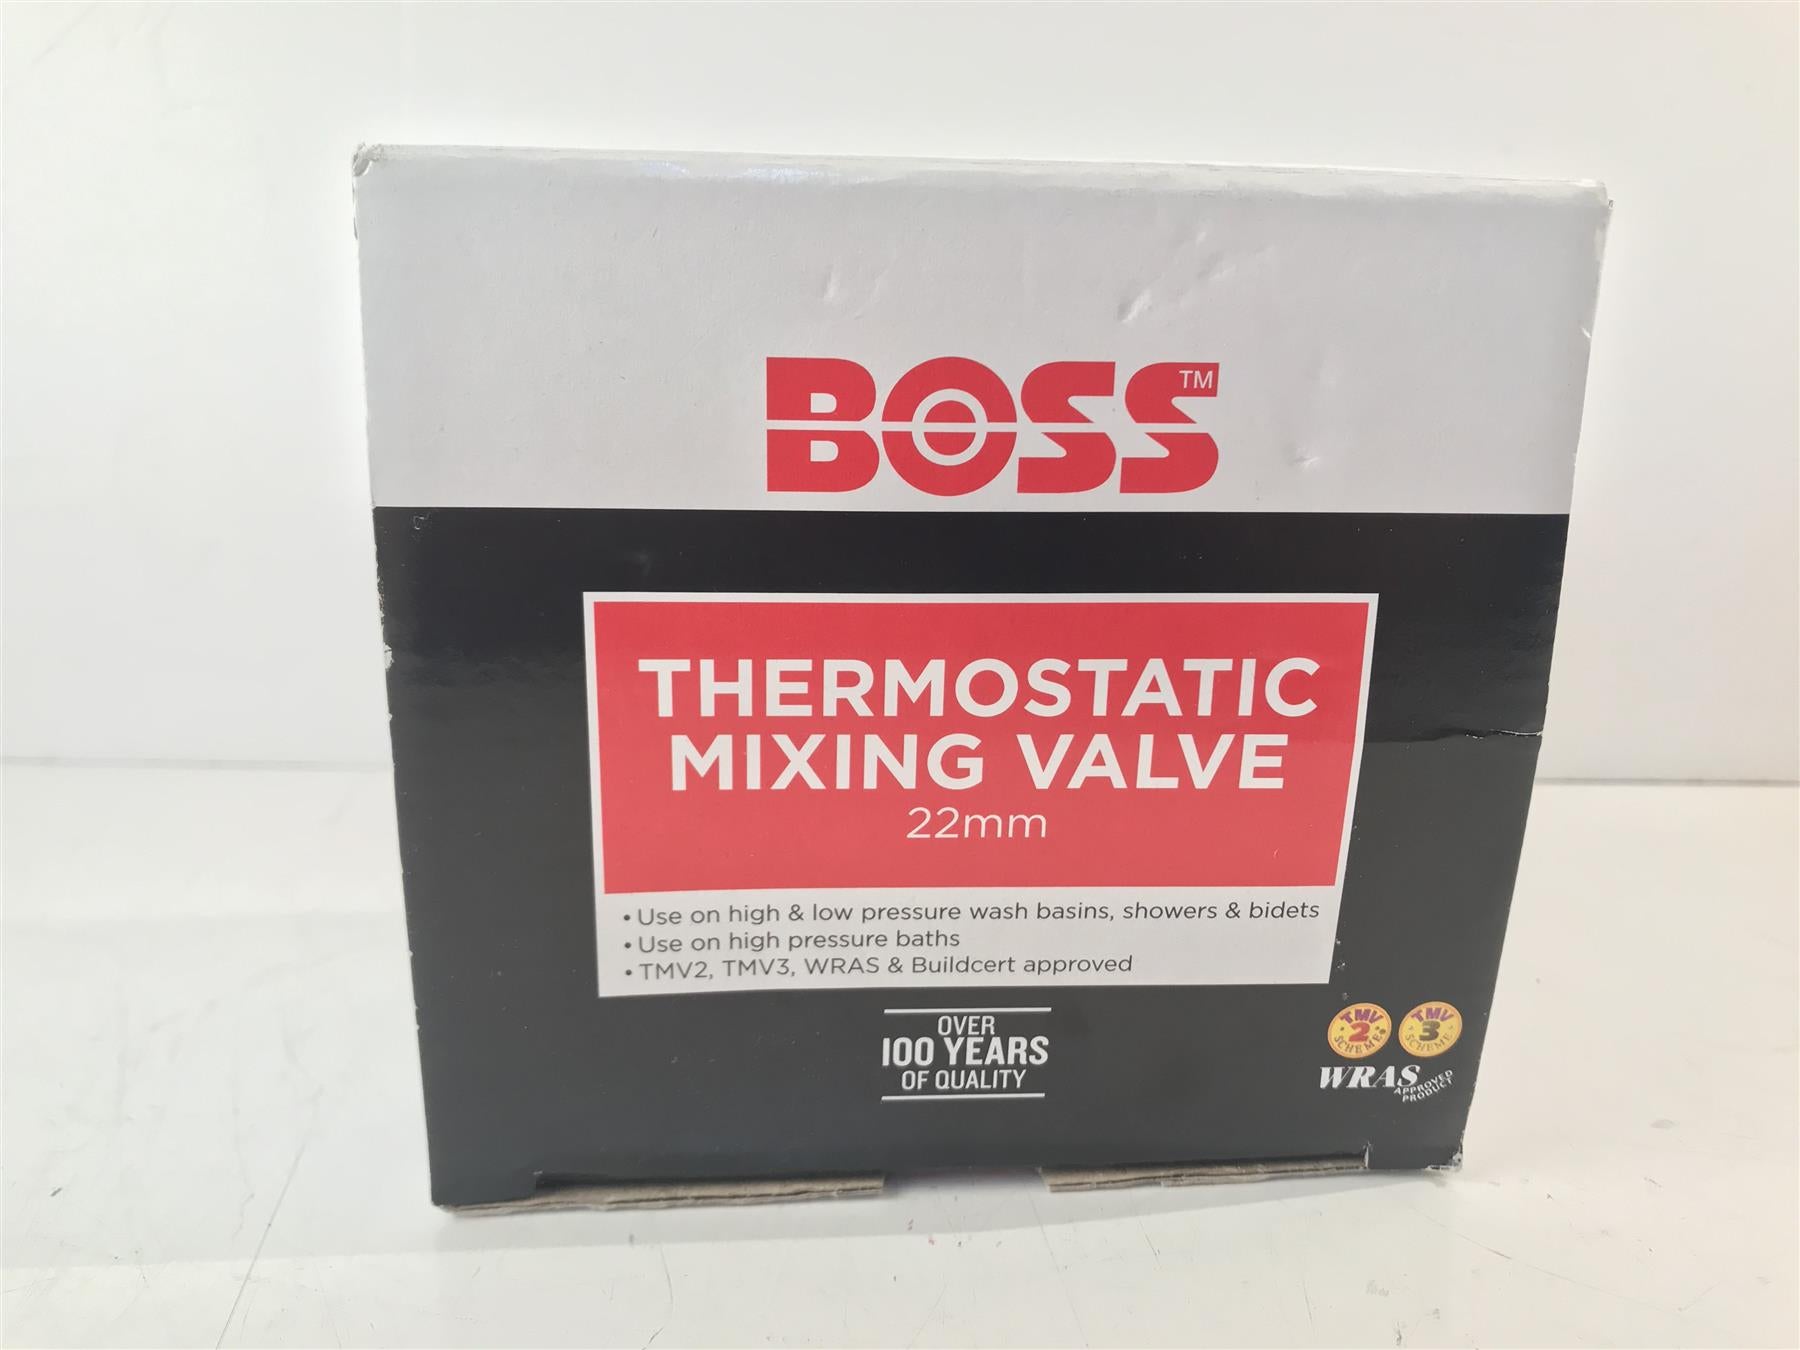 BOSS™
THERMOSTATIC
MIXING VALVE
22mm
• Use on high & low pressure wash basins, showers & bidets
• Use on high pressure baths
• TMV2, TMV3, WRAS & Buildcert approved
OVER
100 YEARS
OF QUALITY
TMV
2
SCHEME
TMV
3
SCHEME
WRAS
APPROVED
PRODUCT